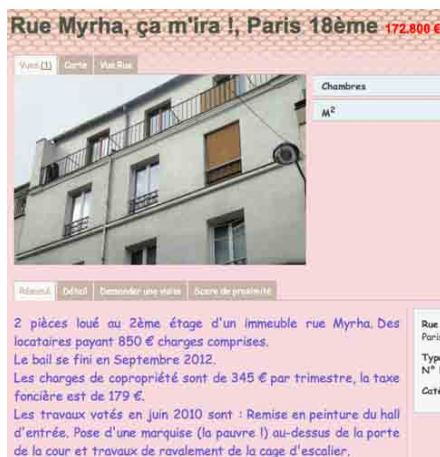 Rue Myrha, ça m'ira !, Paris 18ème 172.800 €
Vues (1) Carte Vue Rue
Chambres
M²
Résumé Détail Demander une visite Score de proximité
2 pièces loué au 2ème étage d'un immeuble rue Myrha. Des
locataires payant 850 € charges comprises.
Le bail se fini en Septembre 2012.
Les charges de copropriété sont de 345 € par trimestre, la taxe
foncière est de 179 €.
Les travaux votés en juin 2010 sont : Remise en peinture du hall
d'entrée. Pose d'une marquise (la pauvre !) au-dessus de la porte
de la cour et travaux de ravalement de la cage d'escalier.
Rue
Paris
Type
N°
Caté